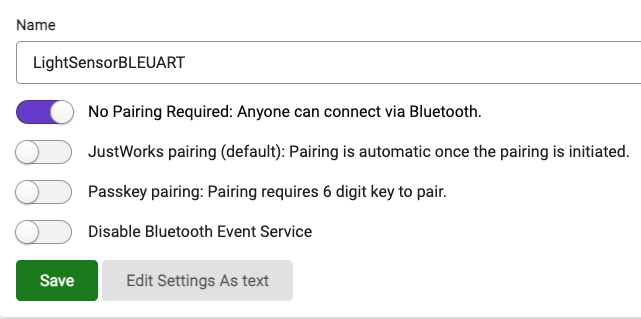 Name
LightSensorBLEUART
No Pairing Required: Anyone can connect via Bluetooth.
JustWorks pairing (default): Pairing is automatic once the pairing is initiated.
Passkey pairing: Pairing requires 6 digit key to pair.
Disable Bluetooth Event Service
Save Edit Settings As text